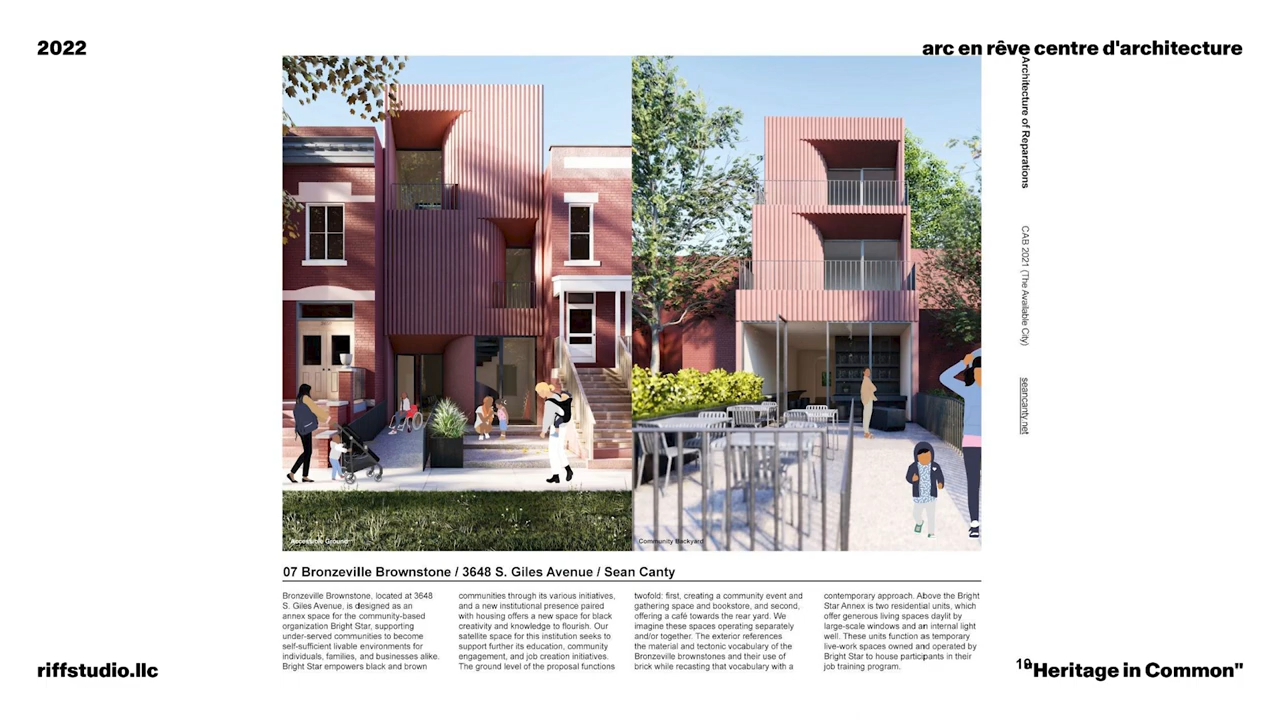 2022
arc en rêve centre d'architecture
Architecture of Reparations
CAB 2021 (The Available City)
seancanty.net
Accessible Ground
Community Backyard
07 Bronzeville Brownstone / 3648 S. Giles Avenue / Sean Canty
Bronzeville Brownstone, located at 3648
S. Giles Avenue, is designed as an
annex space for the community-based
organization Bright Star, supporting
under-served communities to become
self-sufficient livable environments for
individuals, families, and businesses alike.
Bright Star empowers black and brown
communities through its various initiatives,
and a new institutional presence paired
with housing offers a new space for black
creativity and knowledge to flourish. Our
satellite space for this institution seeks to
support further its education, community
engagement, and job creation initiatives.
The ground level of the proposal functions
twofold: first, creating a community event and
gathering space and bookstore, and second,
offering a café towards the rear yard. We
imagine these spaces operating separately
and/or together. The exterior references
the material and tectonic vocabulary of the
Bronzeville brownstones and their use of
brick while recasting that vocabulary with a
contemporary approach. Above the Bright
Star Annex is two residential units, which
offer generous living spaces daylit by
large-scale windows and an internal light
well. These units function as temporary
live-work spaces owned and operated by
Bright Star to house participants in their
job training program.
riffstudio.llc
"Heritage in Common"